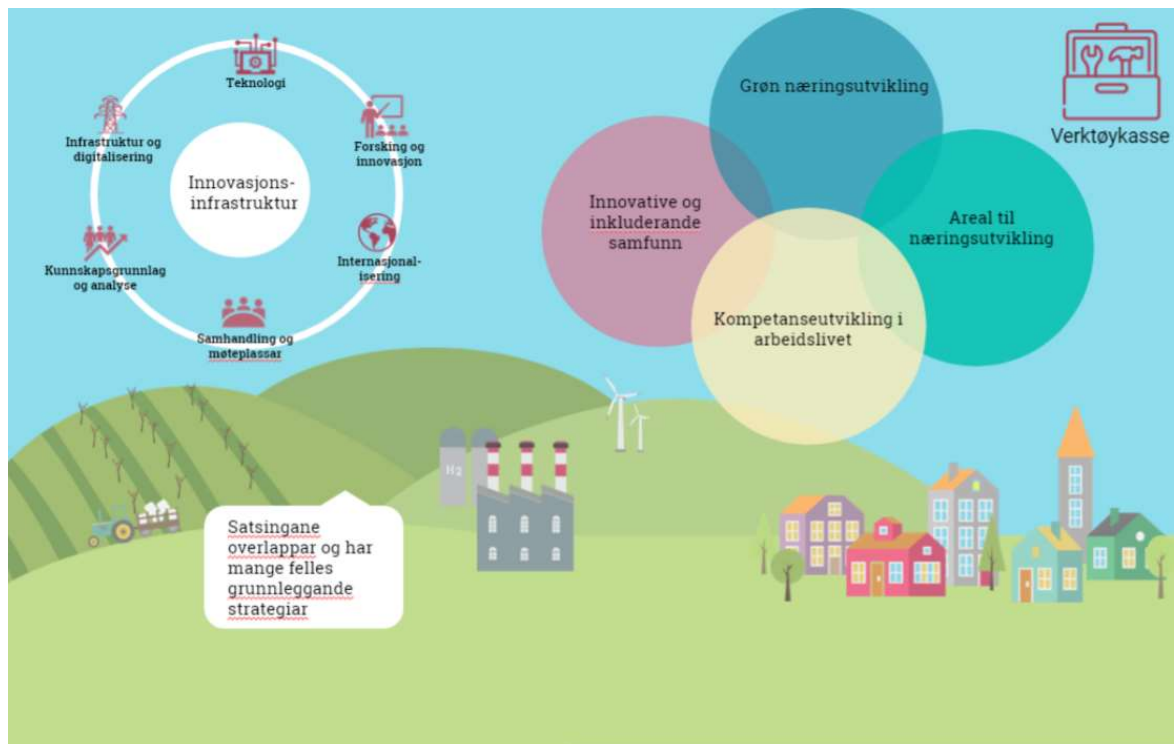 Teknologi
Infrastruktur og
digitalisering
Forsking og
innovasjon
Innovasjons-
infrastruktur
Kunnskapsgrunnlag
og analyse
Internasjonal-
isering
Samhandling og
møteplassar
Grøn næringsutvikling
Innovative og
inkluderande
samfunn
Areal til
næringsutvikling
Kompetanseutvikling i
arbeidslivet
Verktøykasse
H2
Satsingane
overlappar og har
mange felles
grunnleggande
strategiar